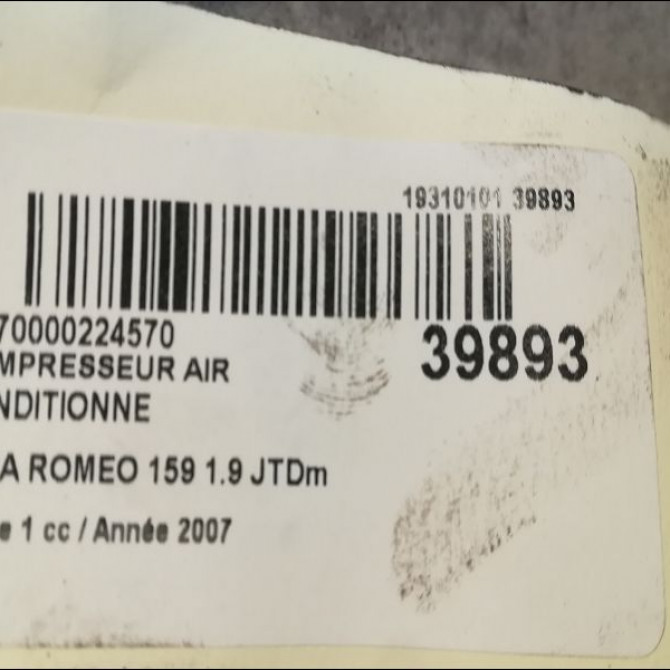 19310101 39893
70000224570
39893
MPRESSEUR AIR
NDITIONNE
A ROMEO 159 1.9 JTDm
e 1 cc / Année 2007